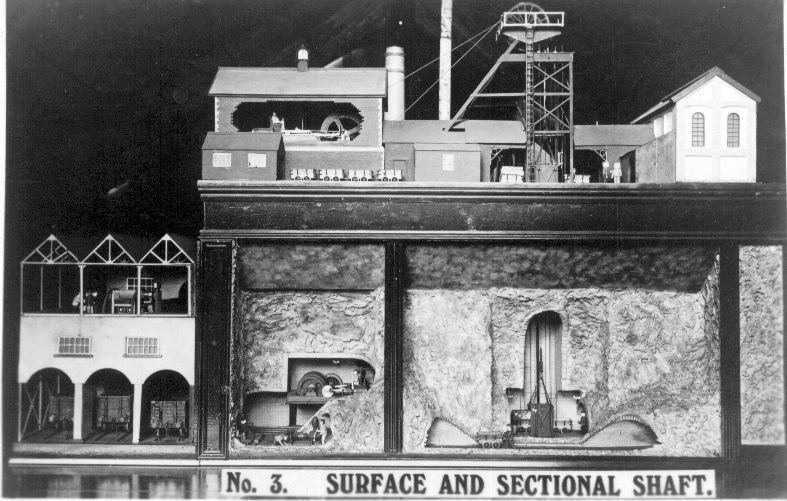 No. 3. SURFACE AND SECTIONAL SHAFT.